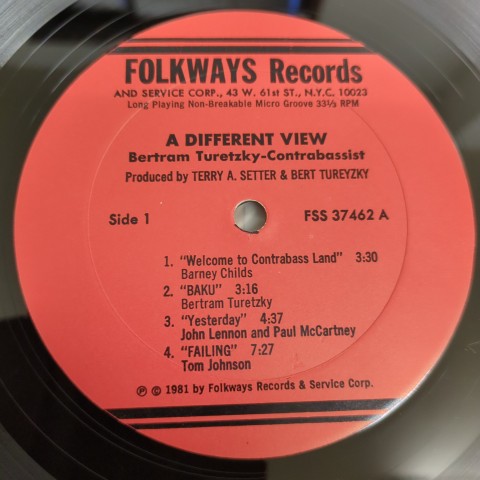 FOLKWAYS Records
AND SERVICE CORP., 43 W. 61st ST., N.Y.C. 10023
Long Playing Non-Breakable Micro Groove 33⅓ RPM
A DIFFERENT VIEW
Bertram Turetzky-Contrabassist
Produced by TERRY A. SETTER & BERT TUREYZKY
Side 1 FSS 37462 A
1. "Welcome to Contrabass Land" 3:30
Barney Childs
2. "BAKU" 3:16
Bertram Turetzky
3. "Yesterday" 4:37
John Lennon and Paul McCartney
4. "FAILING" 7:27
Tom Johnson
℗ © 1981 by Folkways Records & Service Corp.